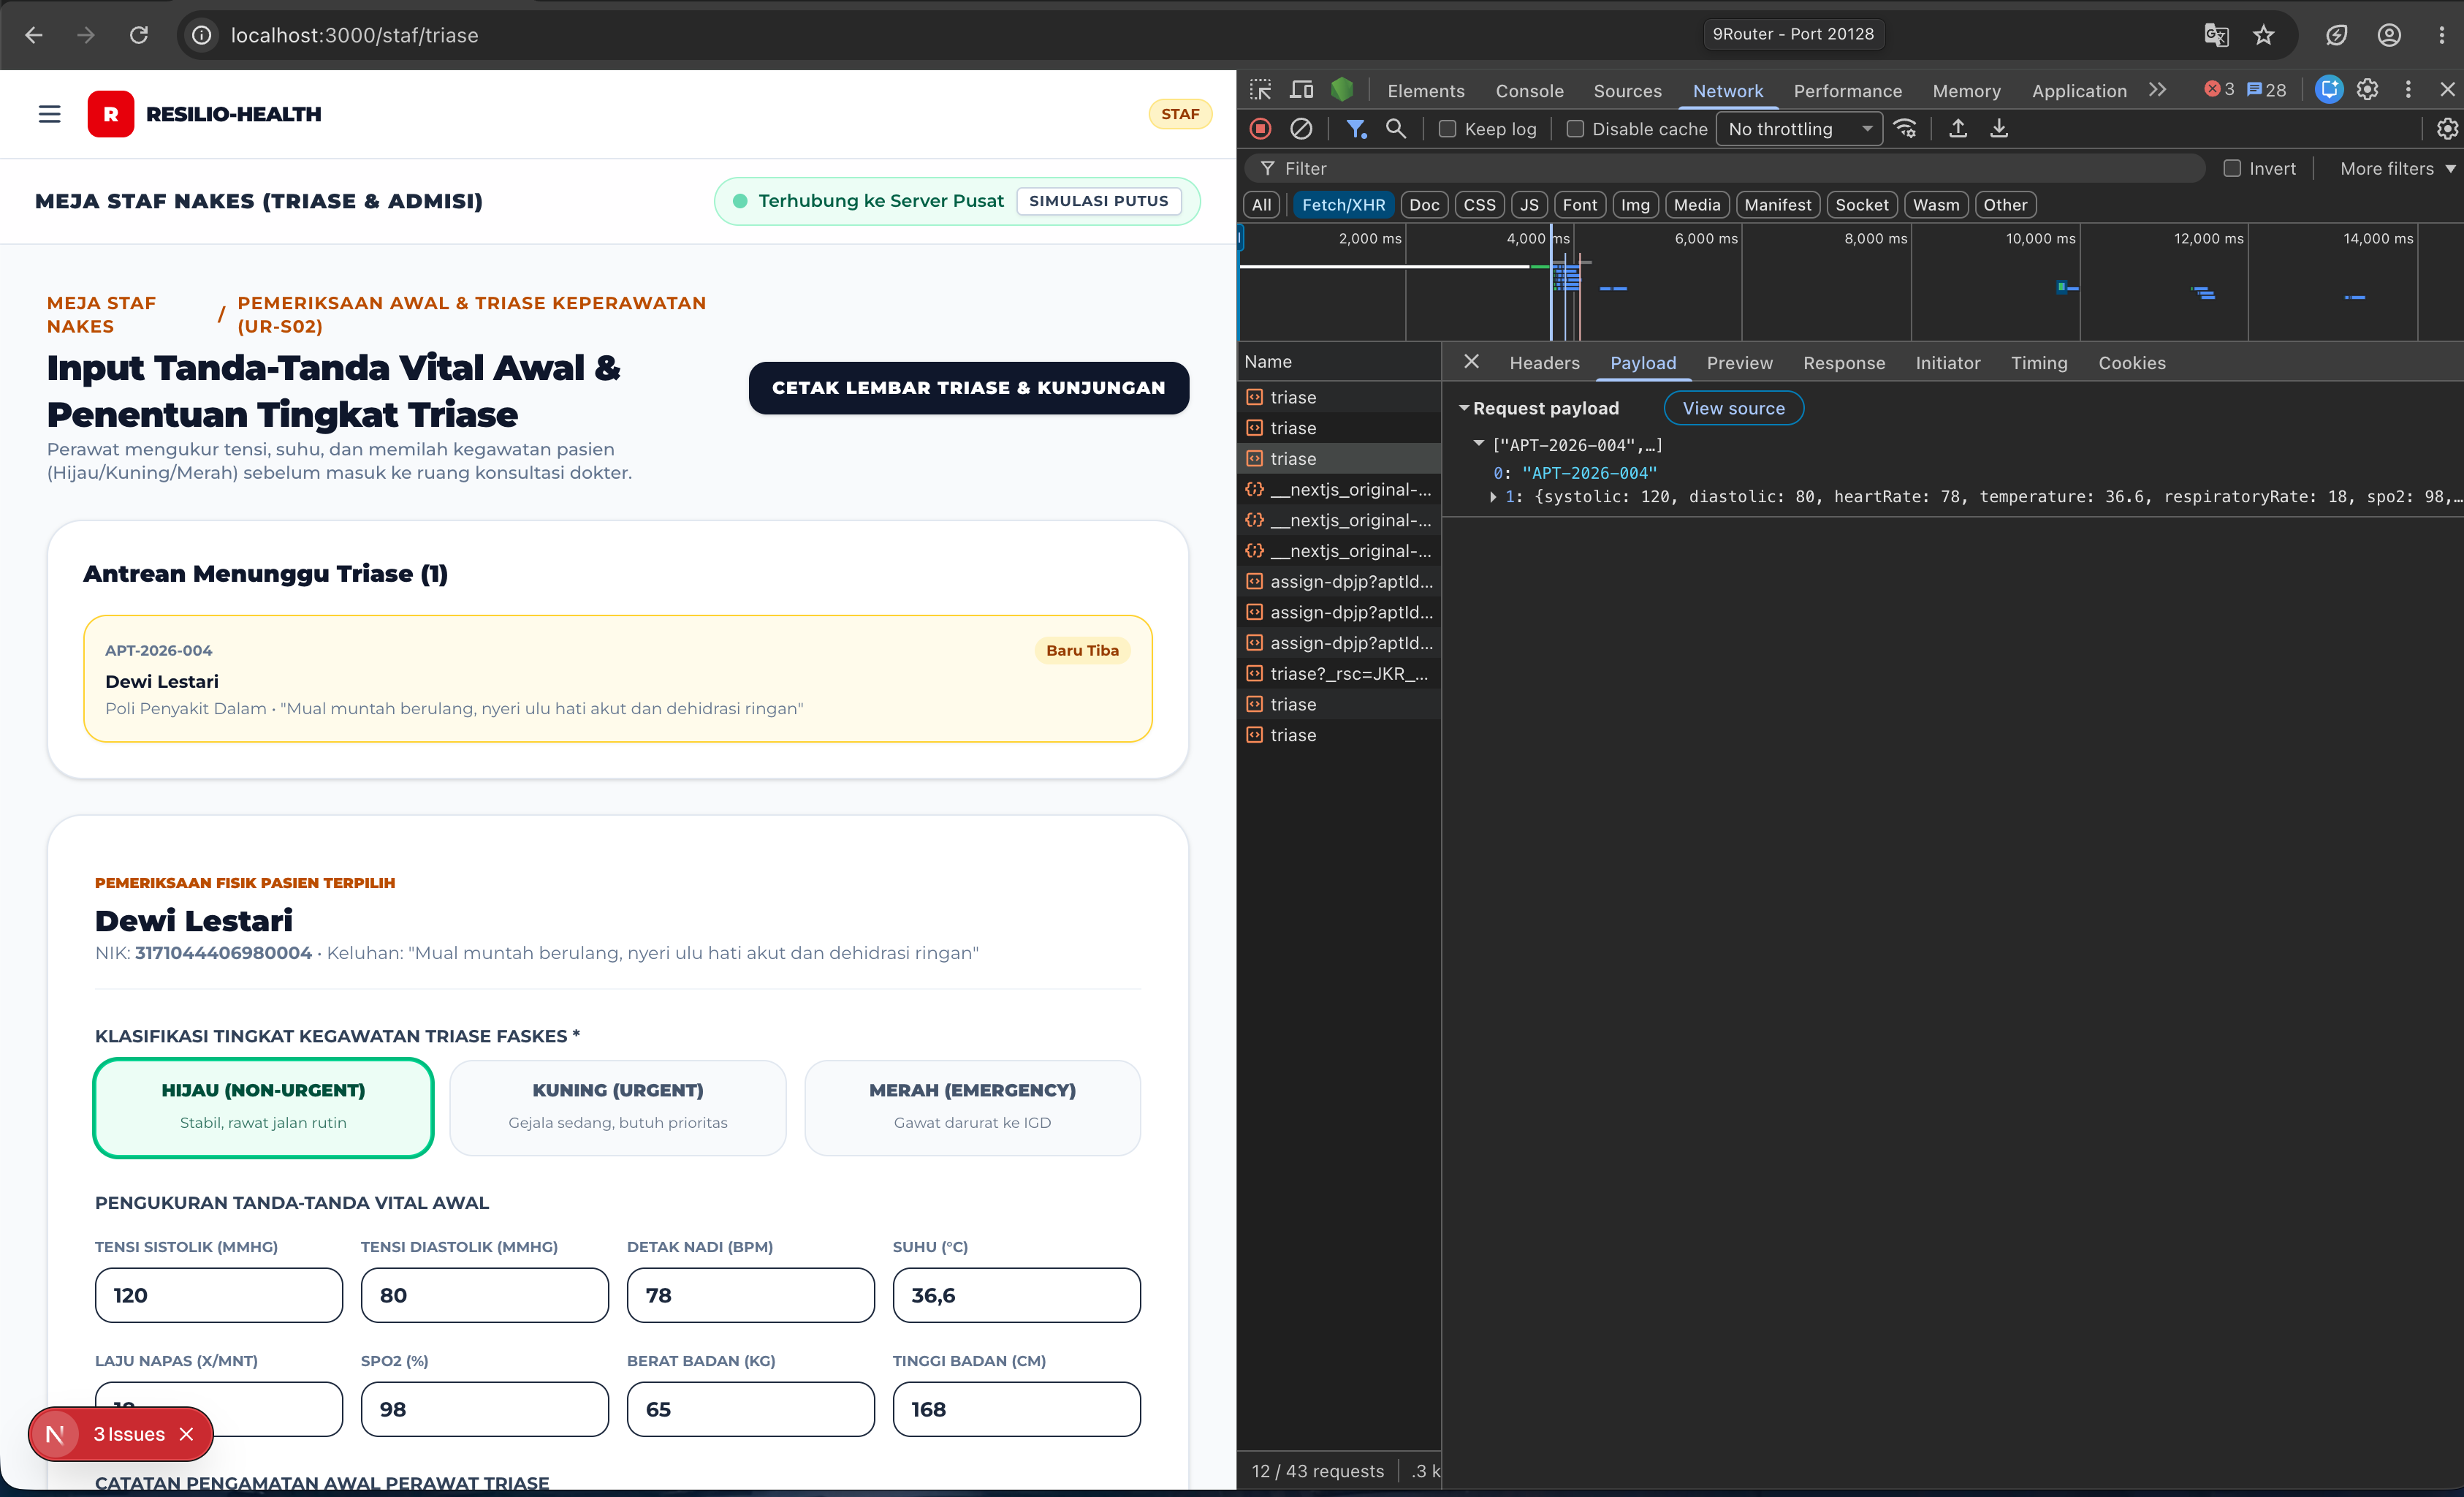 localhost:3000/staf/triase
9Router - Port 20128
R
RESILIO-HEALTH
STAF
MEJA STAF NAKES (TRIASE & ADMISI)
Terhubung ke Server Pusat
SIMULASI PUTUS
MEJA STAF NAKES
/
PEMERIKSAAN AWAL & TRIASE KEPERAWATAN (UR-S02)
Input Tanda-Tanda Vital Awal &
Penentuan Tingkat Triase
Perawat mengukur tensi, suhu, dan memilah kegawatan pasien
(Hijau/Kuning/Merah) sebelum masuk ke ruang konsultasi dokter.
CETAK LEMBAR TRIASE & KUNJUNGAN
Antrean Menunggu Triase (1)
APT-2026-004
Baru Tiba
Dewi Lestari
Poli Penyakit Dalam • "Mual muntah berulang, nyeri ulu hati akut dan dehidrasi ringan"
PEMERIKSAAN FISIK PASIEN TERPILIH
Dewi Lestari
NIK: 3171044406980004 • Keluhan: "Mual muntah berulang, nyeri ulu hati akut dan dehidrasi ringan"
KLASIFIKASI TINGKAT KEGAWATAN TRIASE FASKES *
HIJAU (NON-URGENT)
Stabil, rawat jalan rutin
KUNING (URGENT)
Gejala sedang, butuh prioritas
MERAH (EMERGENCY)
Gawat darurat ke IGD
PENGUKURAN TANDA-TANDA VITAL AWAL
TENSI SISTOLIK (MMHG)
TENSI DIASTOLIK (MMHG)
DETAK NADI (BPM)
SUHU (°C)
120
80
78
36,6
LAJU NAPAS (X/MNT)
SPO2 (%)
BERAT BADAN (KG)
TINGGI BADAN (CM)
98
65
168
N
3 Issues
CATATAN PENGAMATAN AWAL PERAWAT TRIASE
Elements
Console
Sources
Network
Performance
Memory
Application
3
28
Keep log
Disable cache
No throttling
Filter
Invert
More filters
All
Fetch/XHR
Doc
CSS
JS
Font
Img
Media
Manifest
Socket
Wasm
Other
2,000 ms
4,000 ms
6,000 ms
8,000 ms
10,000 ms
12,000 ms
14,000 ms
Name
triase
triase
triase
__nextjs_original-...
__nextjs_original-...
__nextjs_original-...
assign-dpjp?aptId...
assign-dpjp?aptId...
assign-dpjp?aptId...
triase?_rsc=JKR_...
triase
triase
12 / 43 requests
.3 k
Headers
Payload
Preview
Response
Initiator
Timing
Cookies
Request payload
View source
["APT-2026-004",…]
0: "APT-2026-004"
1: {systolic: 120, diastolic: 80, heartRate: 78, temperature: 36.6, respiratoryRate: 18, spo2: 98,…